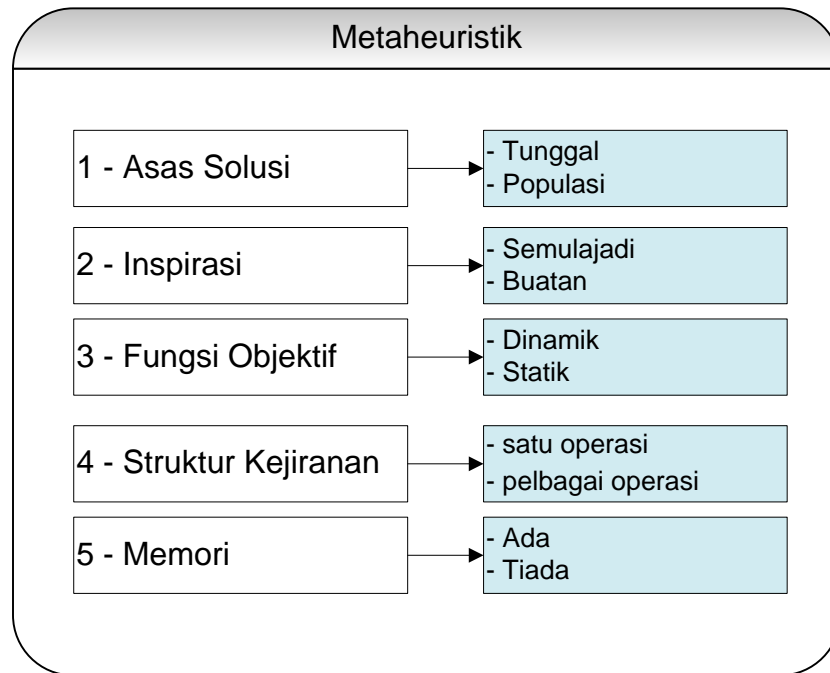 Metaheuristik
1 - Asas Solusi
- Tunggal
- Populasi
2 - Inspirasi
- Semulajadi
- Buatan
3 - Fungsi Objektif
- Dinamik
- Statik
4 - Struktur Kejiranan
- satu operasi
- pelbagai operasi
5 - Memori
- Ada
- Tiada